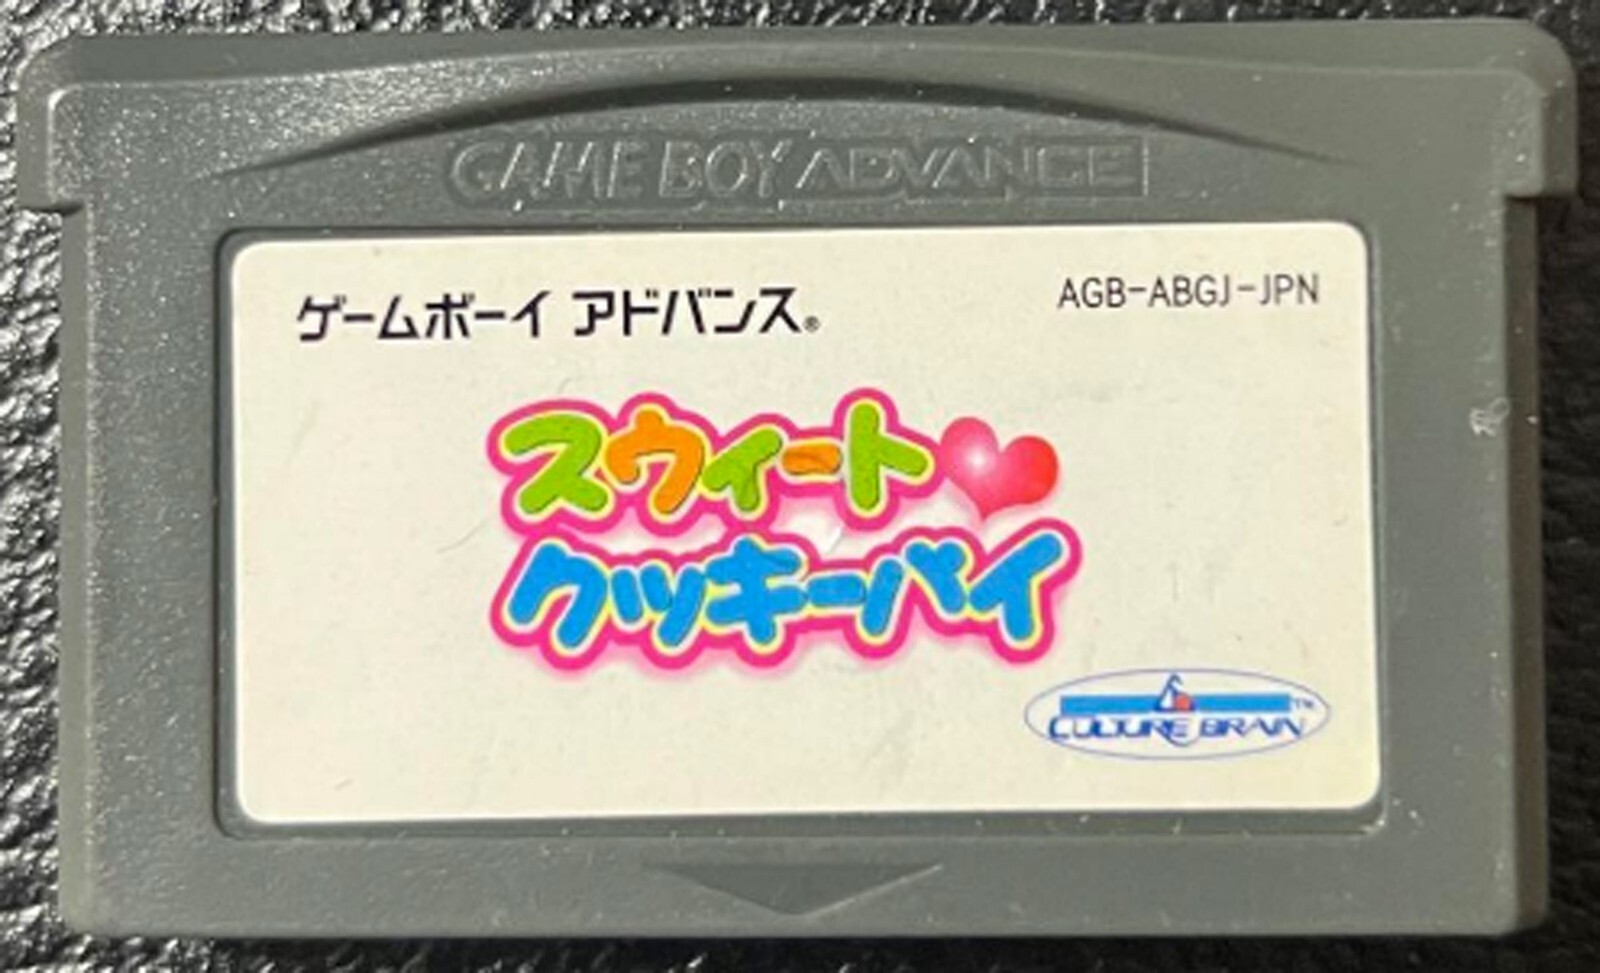 GAME BOY ADVANCE
ゲームボーイ アドバンス®
AGB-ABGJ-JPN
スウィート
クッキーパイ
CULTURE BRAIN™